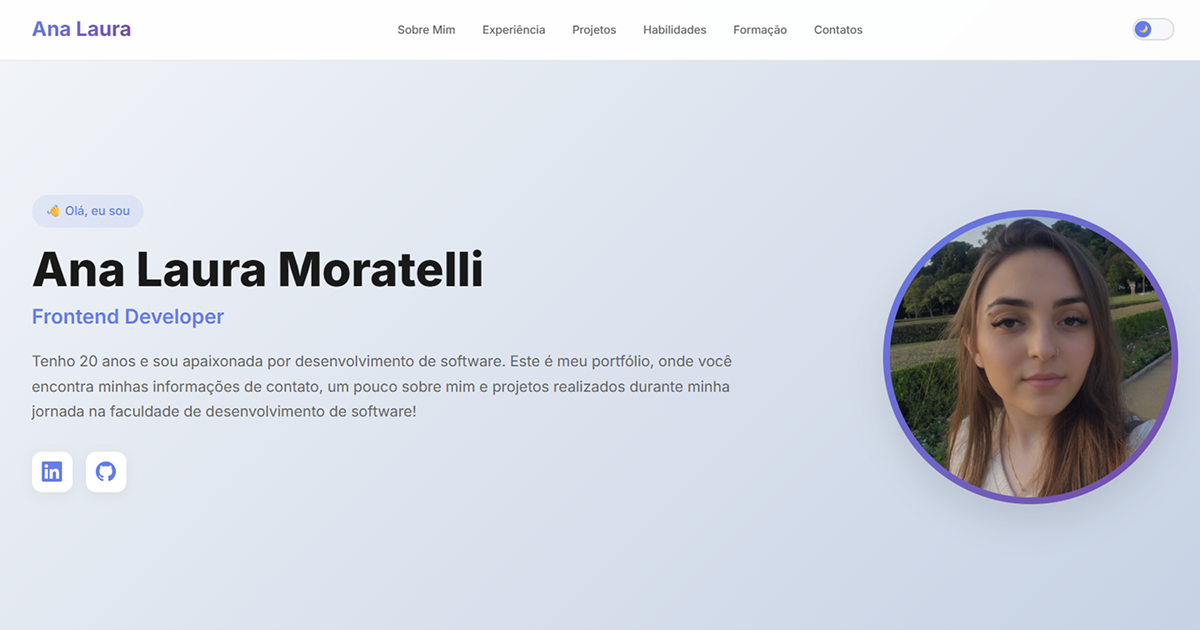 Ana Laura
Sobre Mim
Experiência
Projetos
Habilidades
Formação
Contatos
Olá, eu sou
Ana Laura Moratelli
Frontend Developer
Tenho 20 anos e sou apaixonada por desenvolvimento de software. Este é meu portfólio, onde você
encontra minhas informações de contato, um pouco sobre mim e projetos realizados durante minha
jornada na faculdade de desenvolvimento de software!
in